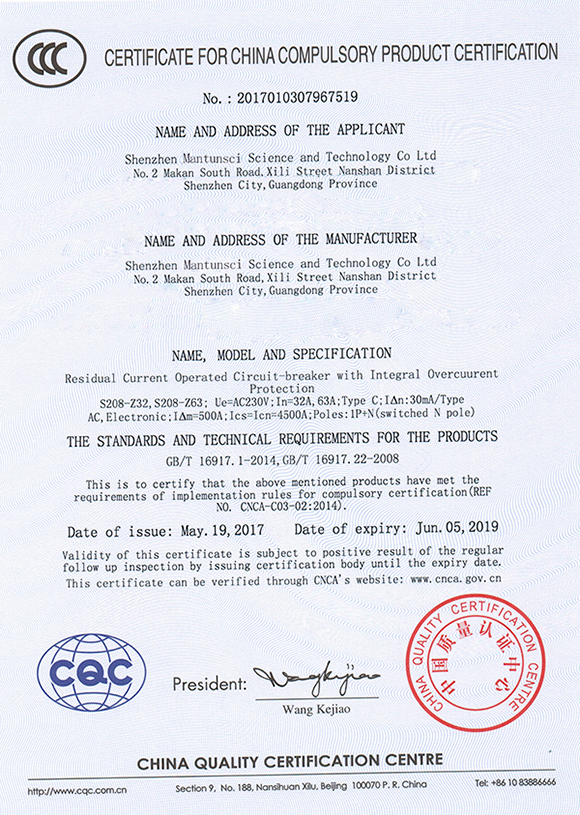 CCC
CERTIFICATE FOR CHINA COMPULSORY PRODUCT CERTIFICATION
No. : 2017010307967519
NAME AND ADDRESS OF THE APPLICANT
Shenzhen Mantunsci Science and Technology Co Ltd
No. 2 Makan South Road, Xili Street Nanshan District
Shenzhen City, Guangdong Province
NAME AND ADDRESS OF THE MANUFACTURER
Shenzhen Mantunsci Science and Technology Co Ltd
No. 2 Makan South Road, Xili Street Nanshan District
Shenzhen City, Guangdong Province
NAME, MODEL AND SPECIFICATION
Residual Current Operated Circuit-breaker with Integral Overcuurent
Protection
S208-Z32, S208-Z63; Ue=AC230V; In=32A, 63A; Type C; IΔn:30mA/Type
AC, Electronic; IΔm=500A; Ics=Icn=4500A; Poles:1P+N(switched N pole)
THE STANDARDS AND TECHNICAL REQUIREMENTS FOR THE PRODUCTS
GB/T 16917.1-2014, GB/T 16917.22-2008
This is to certify that the above mentioned products have met the
requirements of implementation rules for compulsory certification(REF
NO. CNCA-C03-02:2014).
Date of issue: May. 19, 2017 Date of expiry: Jun. 05, 2019
Validity of this certificate is subject to positive result of the regular
follow up inspection by issuing certification body until the expiry date.
This certificate can be verified through CNCA's website: www.cnca.gov.cn
CQC
President:
Wang Kejiao
Wang Kejiao
CHINA QUALITY CERTIFICATION CENTRE
中国质量认证中心
CHINA QUALITY CERTIFICATION CENTRE
http://www.cqc.com.cn
Section 9, No. 188, Nansihuan Xilu, Beijing 100070 P. R. China
Tel: +86 10 83886666